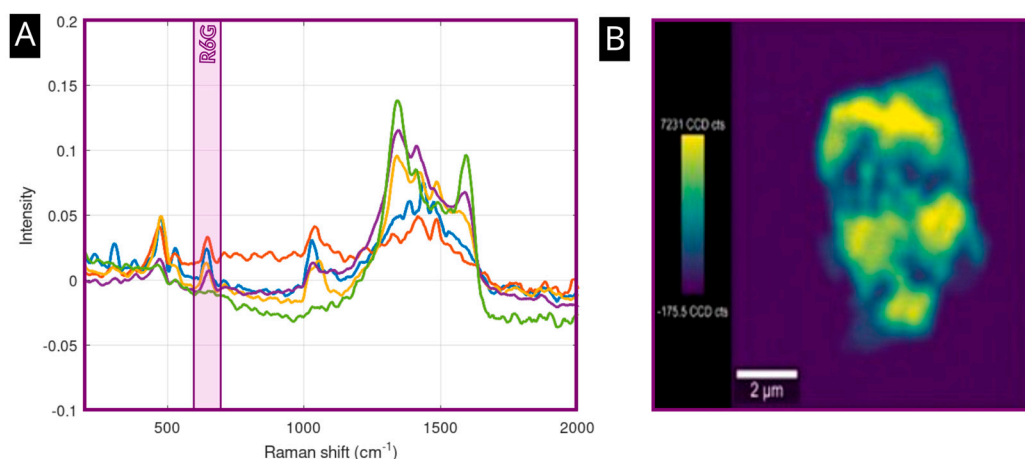 A
0.2
0.15
0.1
0.05
0
-0.05
-0.1
Intensity
R6G
500
1000
1500
2000
Raman shift (cm⁻¹)
B
7231 CCD cts
-175.5 CCD cts
2 µm